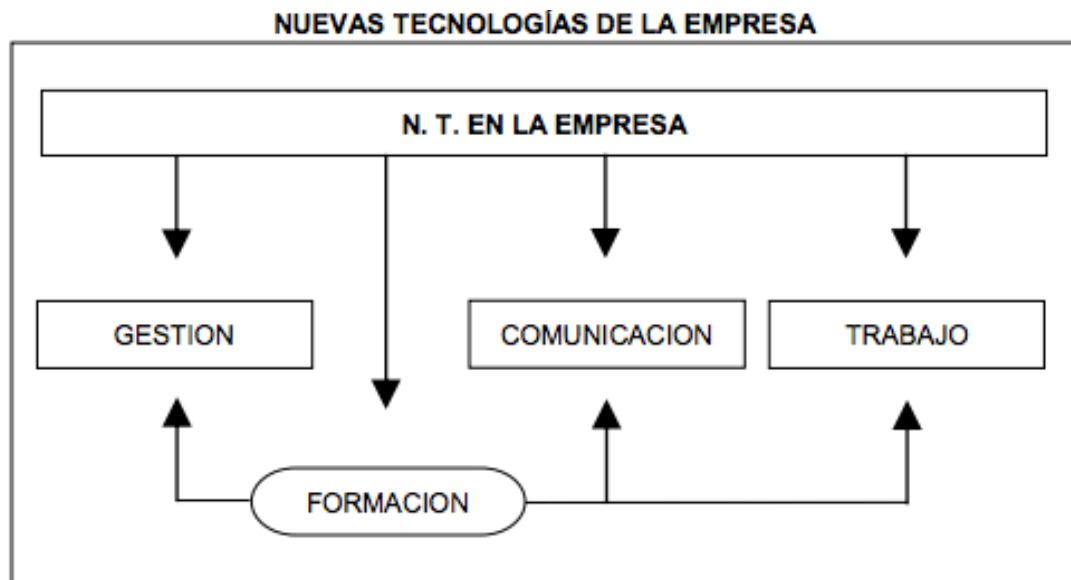 NUEVAS TECNOLOGÍAS DE LA EMPRESA
N. T. EN LA EMPRESA
GESTION
COMUNICACION
TRABAJO
FORMACION